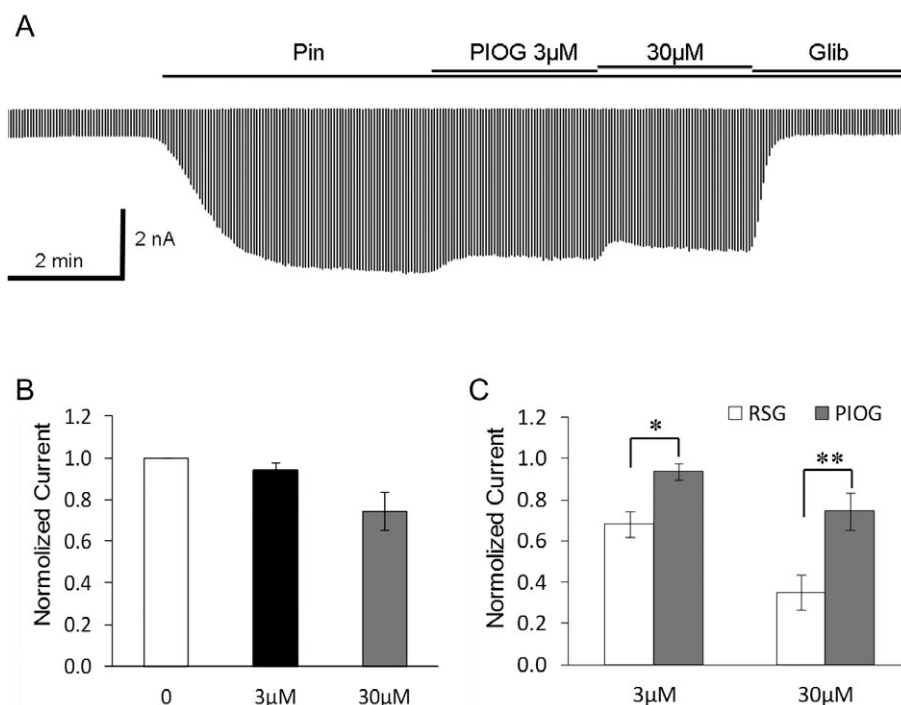 A
Pin PIOG 3µM 30µM Glib
2 nA
2 min
B
Normolized Current
1.2
1.0
0.8
0.6
0.4
0.2
0.0
0 3µM 30µM
C
Normolized Current
1.2
1.0
0.8
0.6
0.4
0.2
0.0
RSG PIOG
*
**
3µM 30µM